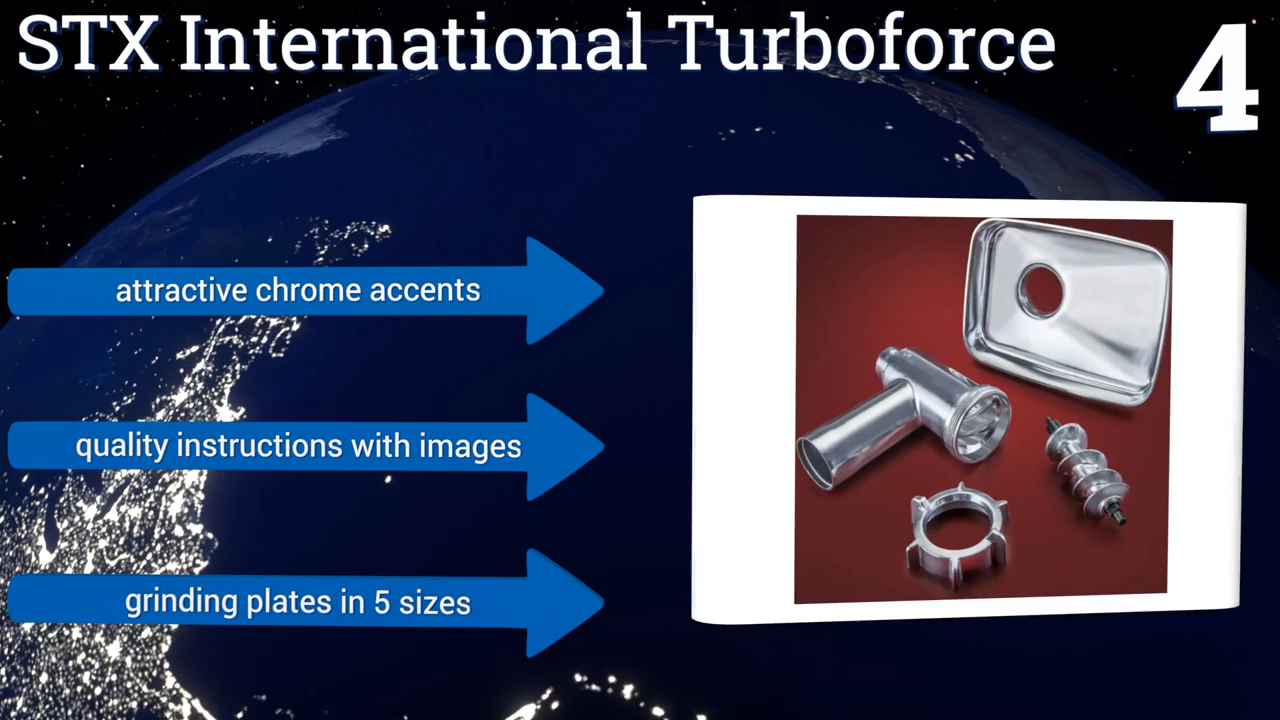 STX International Turboforce
4
attractive chrome accents
quality instructions with images
grinding plates in 5 sizes